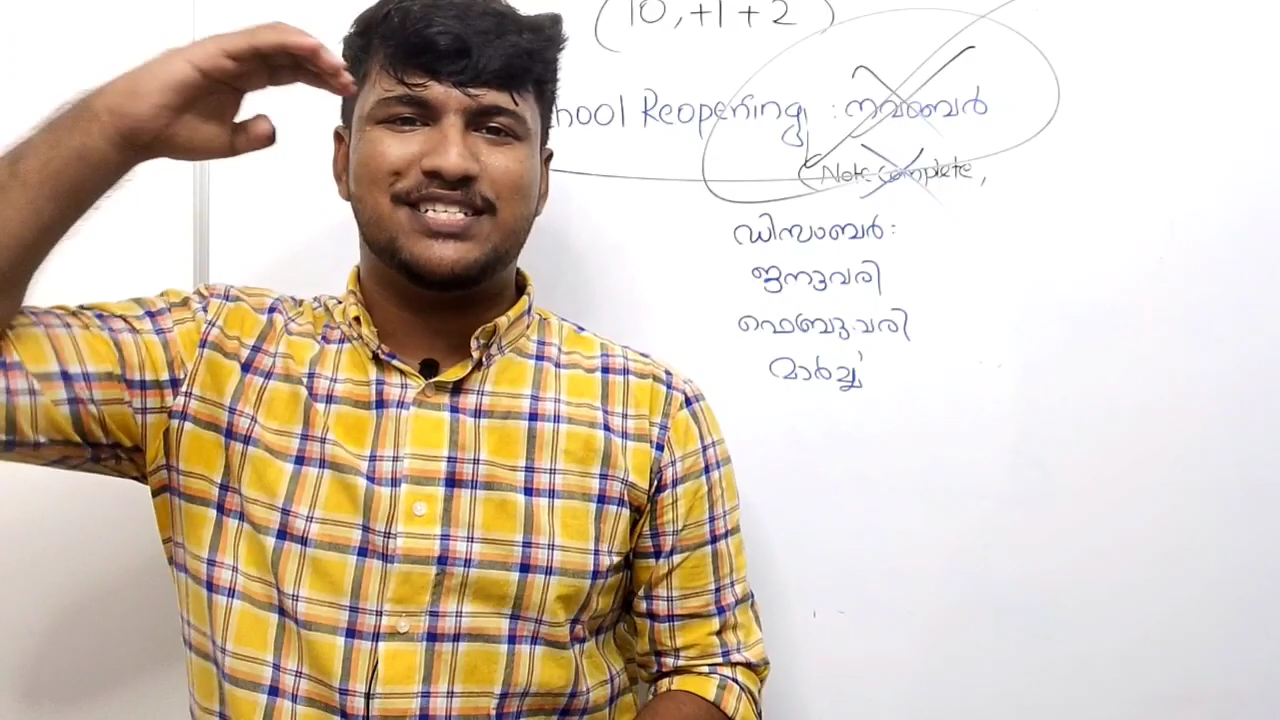 (10, +1 +2 )
hool Reopening : നവംബർ
(Note complete,
ഡിസംബർ:
ജനുവരി
ഫെബ്രുവരി
മാർച്ച്